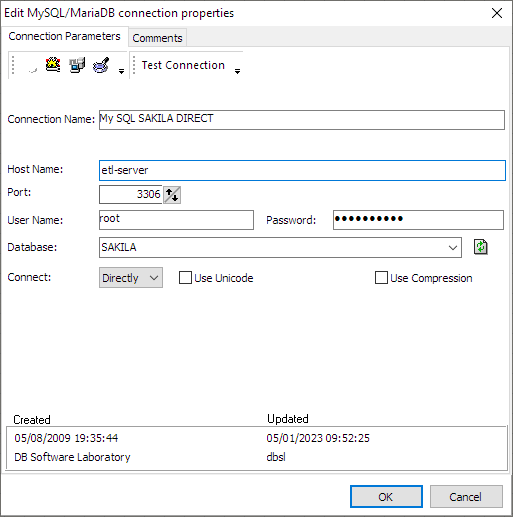 Edit MySQL/MariaDB connection properties
Connection Parameters Comments
Test Connection
Connection Name: My SQL SAKILA DIRECT
Host Name: etl-server
Port: 3306
User Name: root Password: ●●●●●●●●●●
Database: SAKILA
Connect: Directly Use Unicode Use Compression
Created Updated
05/08/2009 19:35:44 05/01/2023 09:52:25
DB Software Laboratory dbsl
OK Cancel